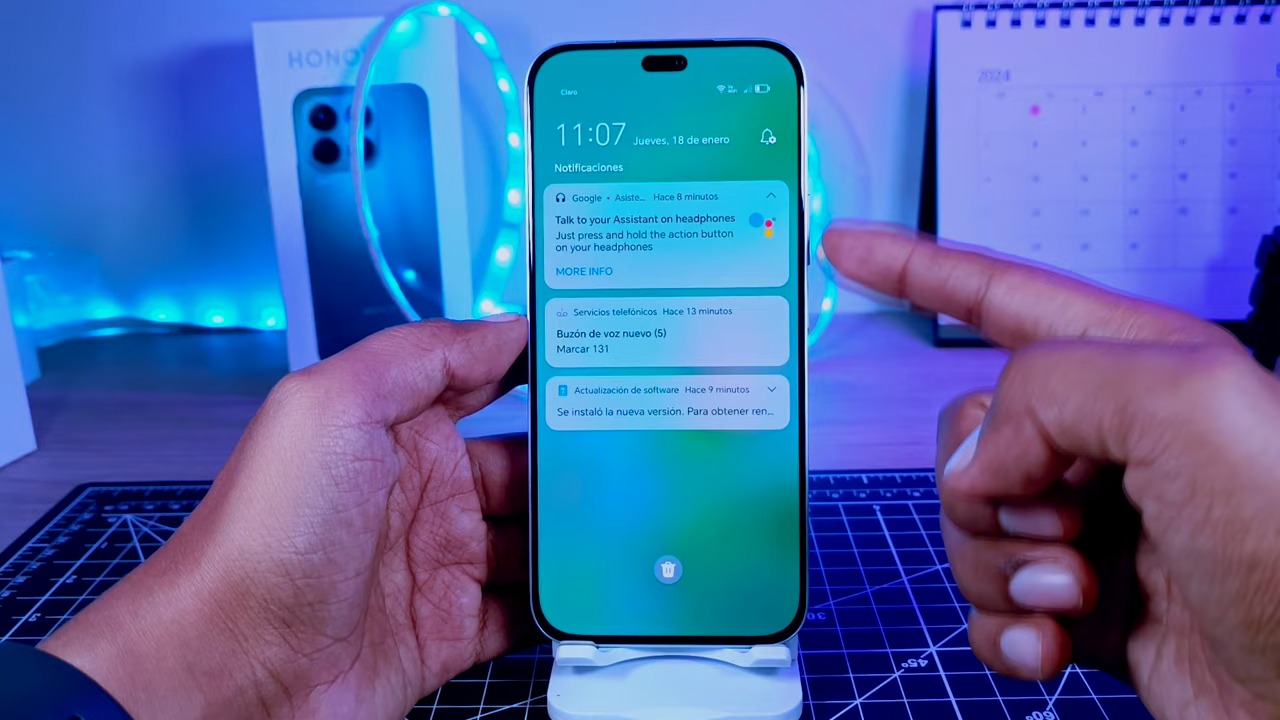 HONOR
2024
Claro
11:07 Jueves, 18 de enero
Notificaciones
Google • Asiste... Hace 8 minutos
Talk to your Assistant on headphones
Just press and hold the action button
on your headphones
MORE INFO
Servicios telefónicos Hace 13 minutos
Buzón de voz nuevo (5)
Marcar 131
Actualización de software Hace 9 minutos
Se instaló la nueva versión. Para obtener ren...
30
45°
60°